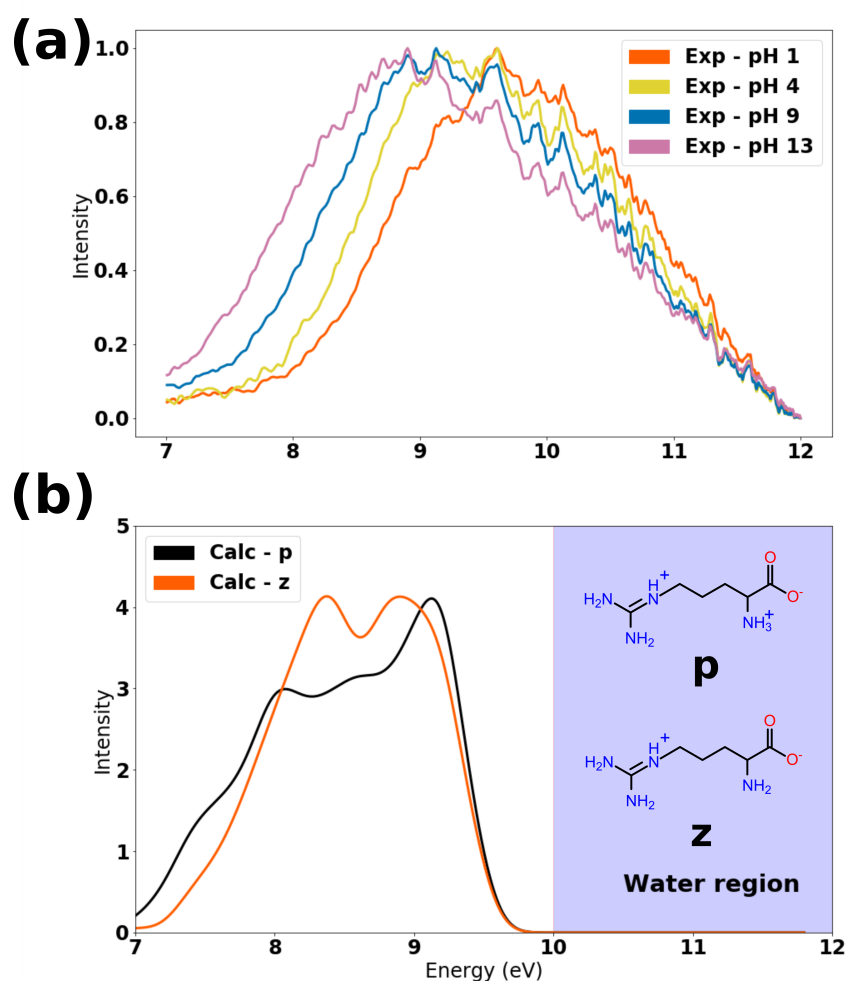 (a)
Intensity
1.0
0.8
0.6
0.4
0.2
0.0
Exp - pH 1
Exp - pH 4
Exp - pH 9
Exp - pH 13
7 8 9 10 11 12
(b)
Intensity
5
4
3
2
1
0
Calc - p
Calc - z
H2N
NH2
H
N
+
O
O-
NH3
+
p
H2N
NH2
H
N
+
O
O-
NH2
z
Water region
7 8 9 10 11 12
Energy (eV)